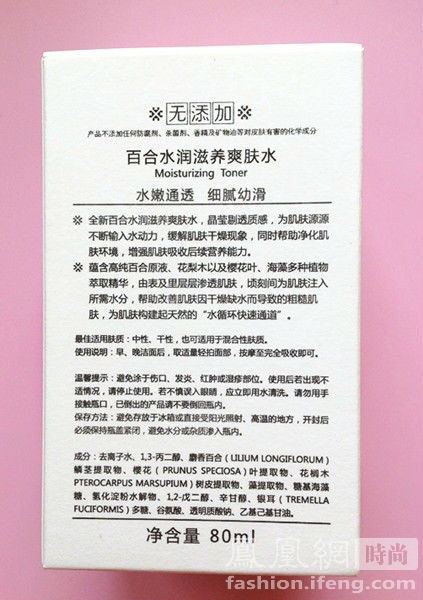 ※无添加※
产品不添加任何防腐剂、杀菌剂、香精及矿物油等对皮肤有害的化学成分
百合水润滋养爽肤水
Moisturizing Toner
水嫩通透 细腻幼滑
※ 全新百合水润滋养爽肤水，晶莹剔透质感，为肌肤源源
不断输入水动力，缓解肌肤干燥现象，同时帮助净化肌
肤环境，增强肌肤吸收后续营养能力。
※ 蕴含高纯百合原液、花梨木以及樱花叶、海藻多种植物
萃取精华，由表及里层层渗透肌肤，顷刻间为肌肤注入
所需水分，帮助改善肌肤因干燥缺水而导致的粗糙肌
肤，为肌肤构建起天然的“水循环快速通道”。
最佳适用肤质：中性、干性，也可适用于混合性肤质。
使用说明：早、晚洁面后，取适量轻拍面部，按摩至完全吸收即可。
温馨提示：避免涂于伤口、发炎、红肿或湿疹部位。使用后若出现不
适情况，请停止使用。若不慎误入眼睛，应立即用水清洗。请勿用手
接触瓶口，已倒出的产品请不要倒回瓶内。
保存方法：避免存放于冰箱或直接受阳光照射、高温的地方，开封后
必须保持瓶盖紧闭，避免水分或杂质渗入瓶内。
成分：去离子水、1,3-丙二醇、麝香百合（LILIUM LONGIFLORUM）
鳞茎提取物、樱花（PRUNUS SPECIOSA）叶提取物、花榈木
PTEROCARPUS MARSUPIUM）树皮提取物、藻提取物、糖基海藻
糖、氢化淀粉水解物、1,2-戊二醇、辛甘醇、银耳（TREMELLA
FUCIFORMIS）多糖、谷氨酸、透明质酸钠、乙基己基甘油。
净含量 80ml
鳳凰網時尚
fashion.ifeng.com